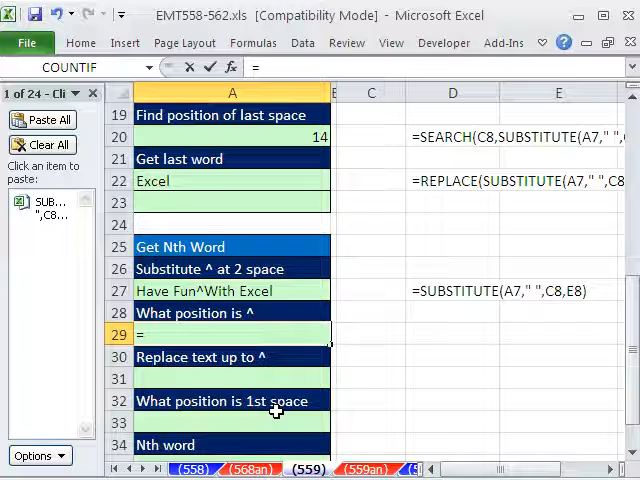 EMT558-562.xls [Compatibility Mode] - Microsoft Excel
File Home Insert Page Layout Formulas Data Review View Developer Add-Ins
COUNTIF fx =
1 of 24 - Cli
Paste All
Clear All
Click an item to
paste:
SUB...
",C8...
Options
A C D E
19 Find position of last space
20 14 =SEARCH(C8,SUBSTITUTE(A7," ",
21 Get last word
22 Excel =REPLACE(SUBSTITUTE(A7," ",C8
23
24
25 Get Nth Word
26 Substitute ^ at 2 space
27 Have Fun^With Excel =SUBSTITUTE(A7," ",C8,E8)
28 What position is ^
29 =
30 Replace text up to ^
31
32 What position is 1st space
33
34 Nth word
(558) (568an) (559) (559an)